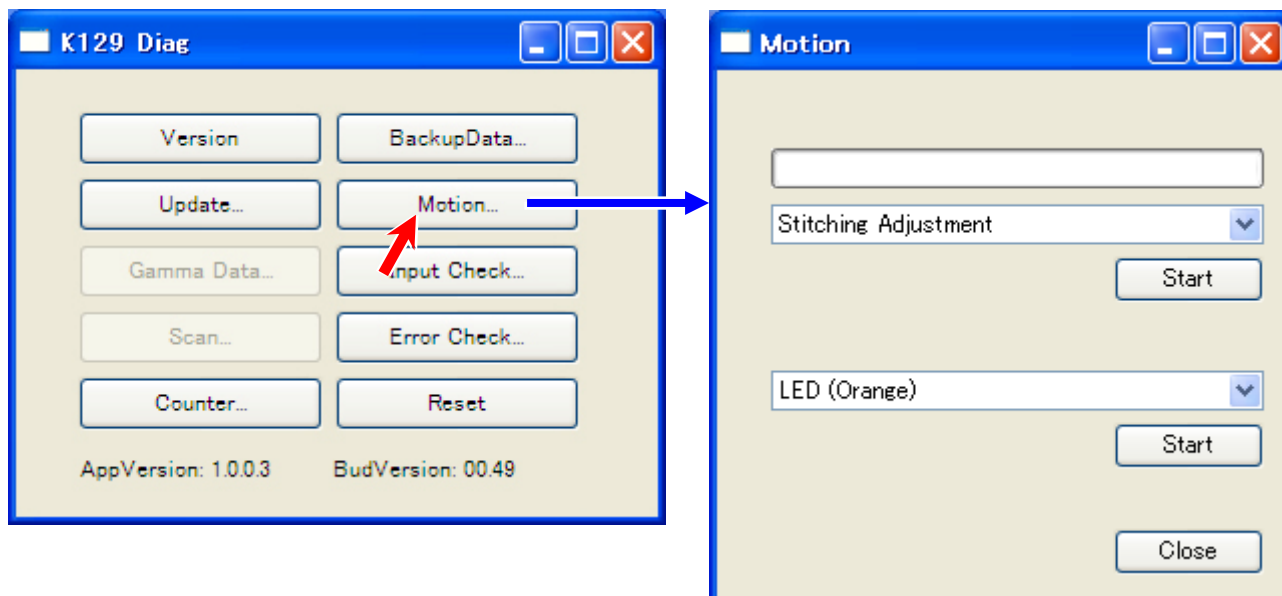 K129 Diag
Version
BackupData...
Update...
Motion...
Gamma Data...
Input Check...
Scan...
Error Check...
Counter...
Reset
AppVersion: 1.0.0.3
BudVersion: 00.49
Motion
Stitching Adjustment
Start
LED (Orange)
Start
Close